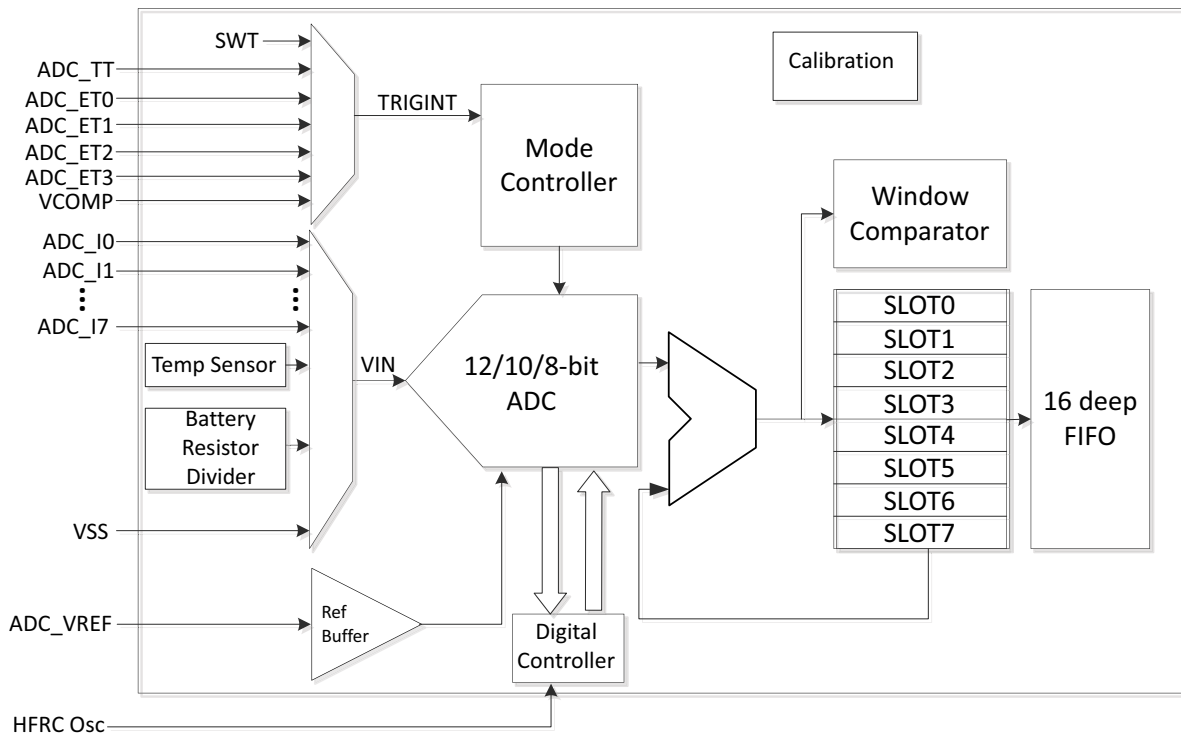 SWT
ADC_TT
ADC_ET0
ADC_ET1
ADC_ET2
ADC_ET3
VCOMP
TRIGINT
Mode
Controller
Calibration
Window
Comparator
ADC_I0
ADC_I1
ADC_I7
Temp Sensor
Battery
Resistor
Divider
VSS
VIN
12/10/8-bit
ADC
SLOT0
SLOT1
SLOT2
SLOT3
SLOT4
SLOT5
SLOT6
SLOT7
16 deep
FIFO
ADC_VREF
Ref
Buffer
Digital
Controller
HFRC Osc